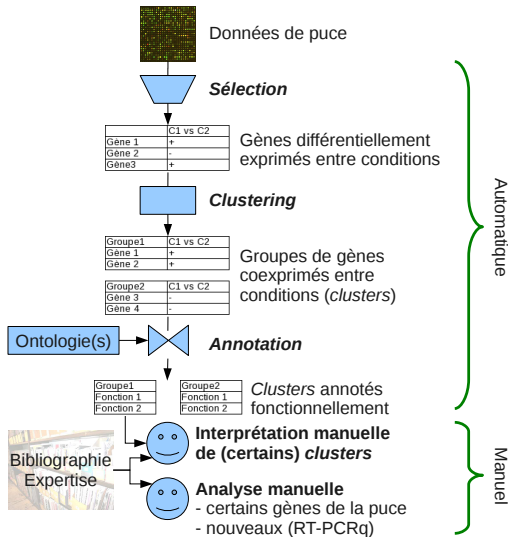 Données de puce
Sélection
C1 vs C2
Gène 1 +
Gène 2 -
Gène3 +
Gènes différentiellement
exprimés entre conditions
Clustering
Groupe1 C1 vs C2
Gène 1 +
Gène 2 +
Groupes de gènes
coexprimés entre
conditions (clusters)
Groupe2 C1 vs C2
Gène 3 -
Gène 4 -
Ontologie(s)
Annotation
Groupe1
Fonction 1
Fonction 2
Groupe2
Fonction 1
Fonction 2
Clusters annotés
fonctionnellement
Automatique
Bibliographie
Expertise
Interprétation manuelle
de (certains) clusters
Analyse manuelle
- certains gènes de la puce
- nouveaux (RT-PCRq)
Manuel